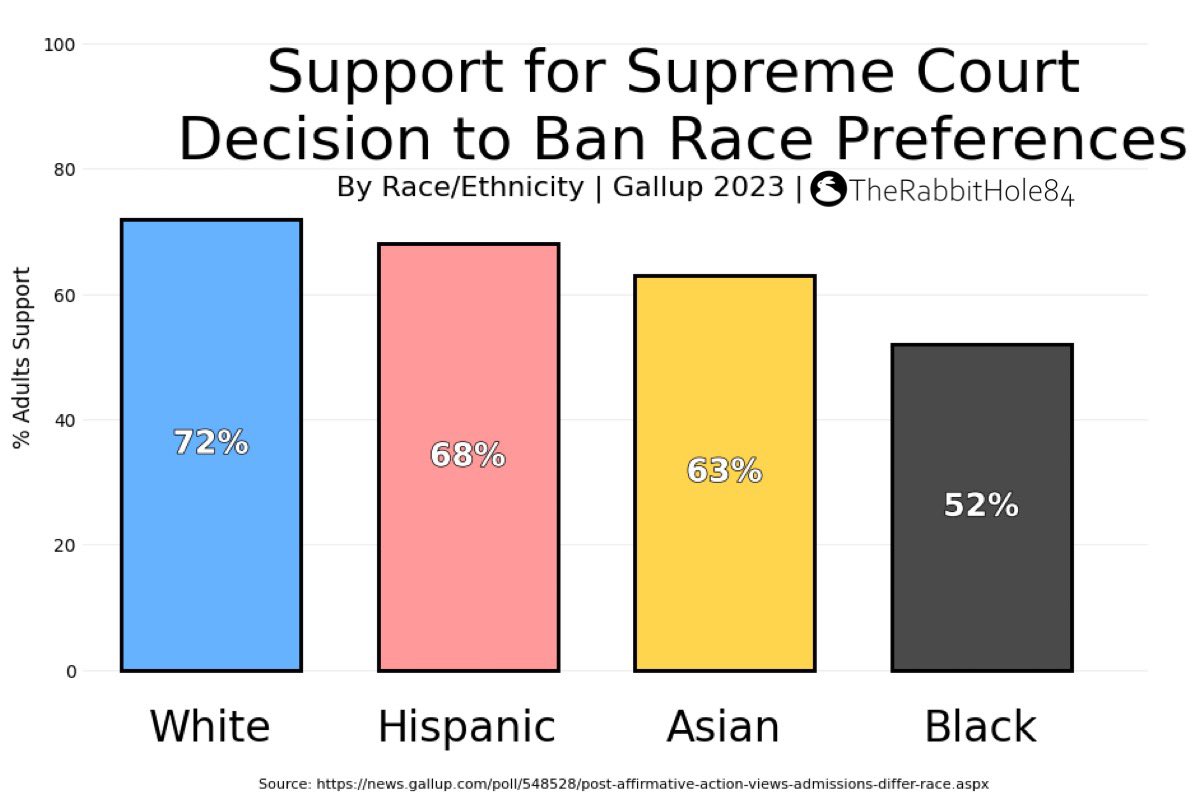 Support for Supreme Court
Decision to Ban Race Preferences
By Race/Ethnicity | Gallup 2023 | TheRabbitHole84
% Adults Support
100
80
60
40
20
0
72%
68%
63%
52%
White
Hispanic
Asian
Black
Source: https://news.gallup.com/poll/548528/post-affirmative-action-views-admissions-differ-race.aspx